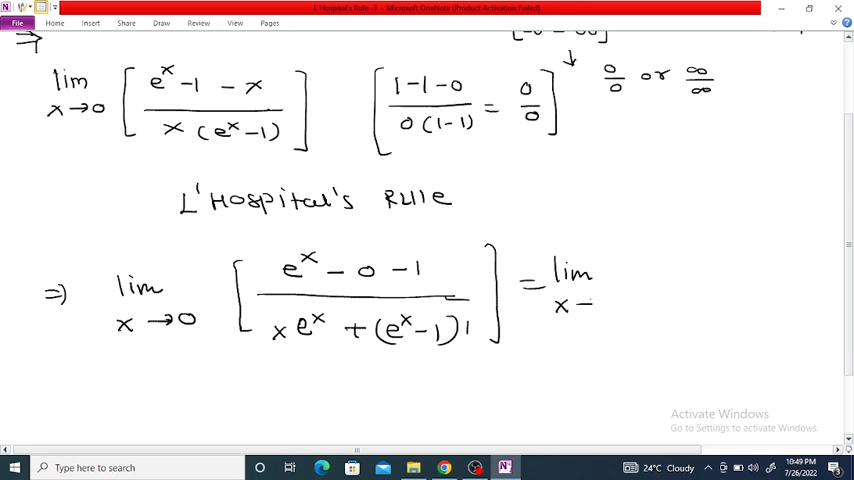 L'Hospital's Rule -3 - Microsoft OneNote (Product Activation Failed)
File Home Insert Share Draw Review View Pages
lim x→0 [ (e^x -1 - x) / (x (e^x -1)) ] [ (1-1-0) / (0 (1-1)) = 0/0 ] ↓ 0/0 or ∞/∞
L'Hospital's Rule
⇒ lim x→0 [ (e^x - 0 -1) / (x e^x + (e^x -1) 1) ] = lim x-
Activate Windows
Go to Settings to activate Windows.
Type here to search
24°C Cloudy
10:49 PM
7/26/2022
3